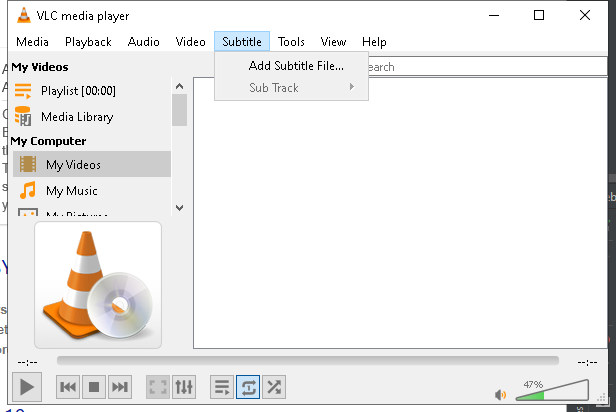 VLC media player
Media Playback Audio Video Subtitle Tools View Help
My Videos
Add Subtitle File...
Playlist [00:00]
Sub Track
Media Library
My Computer
My Videos
My Music
My Pictures
--:--
--:--
47%